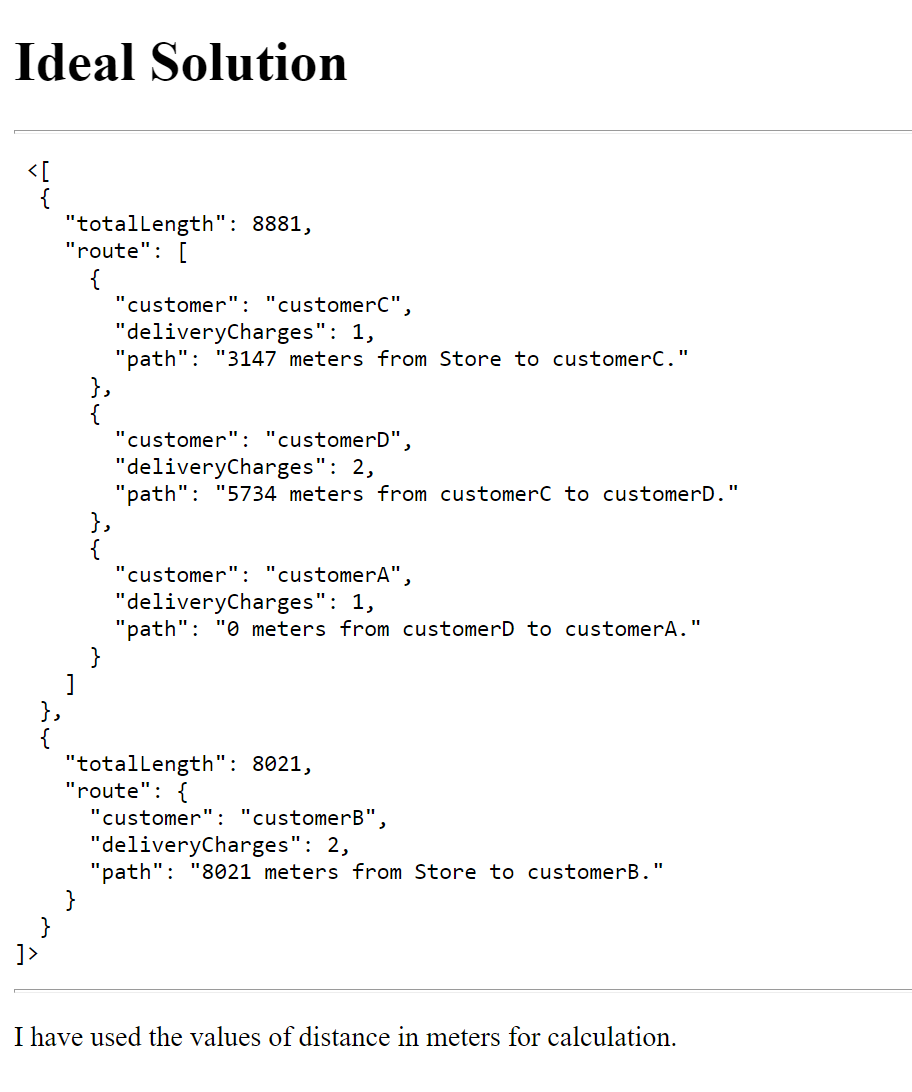 Ideal Solution
<[
{
"totalLength": 8881,
"route": [
{
"customer": "customerC",
"deliveryCharges": 1,
"path": "3147 meters from Store to customerC."
},
{
"customer": "customerD",
"deliveryCharges": 2,
"path": "5734 meters from customerC to customerD."
},
{
"customer": "customerA",
"deliveryCharges": 1,
"path": "0 meters from customerD to customerA."
}
]
},
{
"totalLength": 8021,
"route": {
"customer": "customerB",
"deliveryCharges": 2,
"path": "8021 meters from Store to customerB."
}
}
]>
I have used the values of distance in meters for calculation.